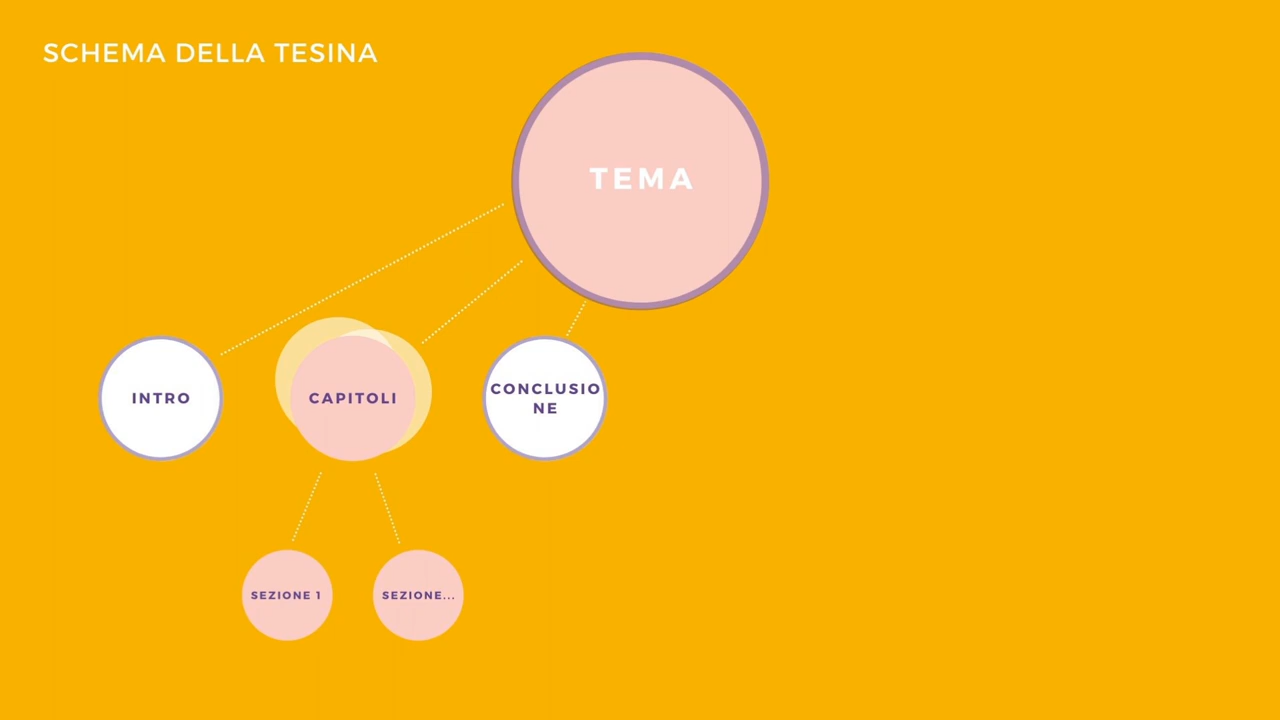 SCHEMA DELLA TESINA
TEMA
INTRO
CAPITOLI
CONCLUSIO
NE
SEZIONE 1
SEZIONE...